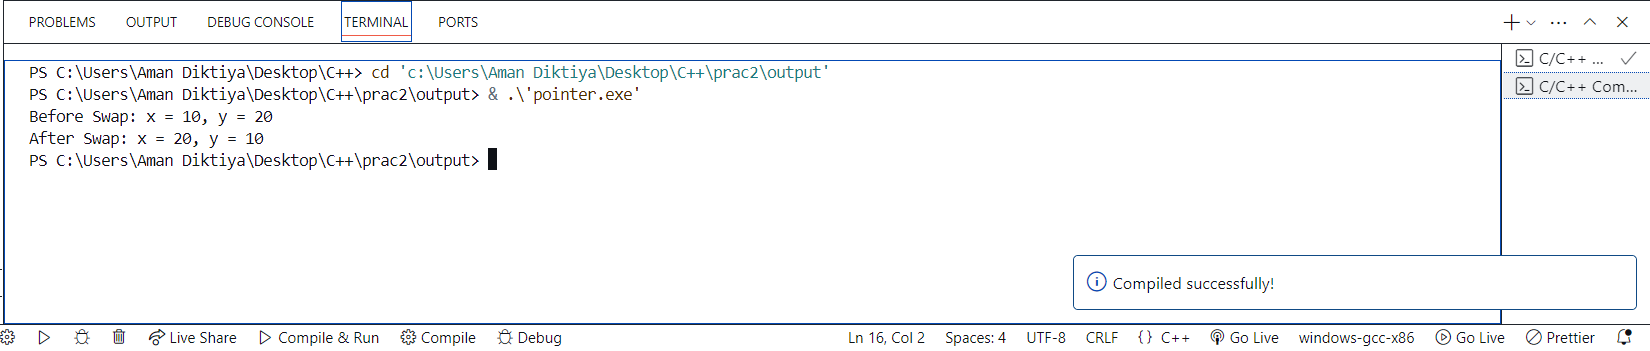 PROBLEMS OUTPUT DEBUG CONSOLE TERMINAL PORTS
PS C:\Users\Aman Diktiya\Desktop\C++> cd 'c:\Users\Aman Diktiya\Desktop\C++\prac2\output'
PS C:\Users\Aman Diktiya\Desktop\C++\prac2\output> & .\'pointer.exe'
Before Swap: x = 10, y = 20
After Swap: x = 20, y = 10
PS C:\Users\Aman Diktiya\Desktop\C++\prac2\output>
C/C++ ...
C/C++ Com...
Compiled successfully!
Live Share Compile & Run Compile Debug Ln 16, Col 2 Spaces: 4 UTF-8 CRLF { } C++ Go Live windows-gcc-x86 Go Live Prettier